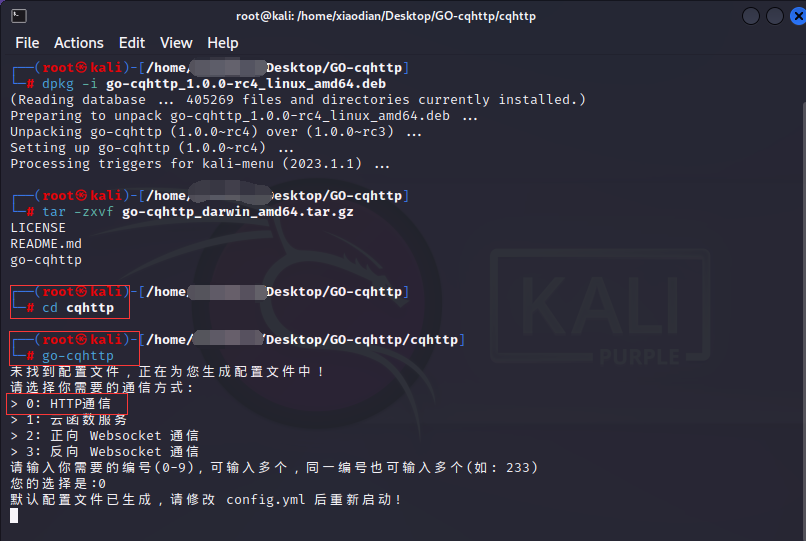 root@kali: /home/xiaodian/Desktop/GO-cqhttp/cqhttp
File Actions Edit View Help
┌──(root㉿kali)-[/home/ Desktop/GO-cqhttp]
└─# dpkg -i go-cqhttp_1.0.0-rc4_linux_amd64.deb
(Reading database ... 405269 files and directories currently installed.)
Preparing to unpack go-cqhttp_1.0.0-rc4_linux_amd64.deb ...
Unpacking go-cqhttp (1.0.0~rc4) over (1.0.0~rc3) ...
Setting up go-cqhttp (1.0.0~rc4) ...
Processing triggers for kali-menu (2023.1.1) ...
┌──(root㉿kali)-[/home/ esktop/GO-cqhttp]
└─# tar -zxvf go-cqhttp_darwin_amd64.tar.gz
LICENSE
README.md
go-cqhttp
┌──(root㉿kali)-[/home/ Desktop/GO-cqhttp]
└─# cd cqhttp
┌──(root㉿kali)-[/home/ /Desktop/GO-cqhttp/cqhttp]
└─# go-cqhttp
未找到配置文件，正在为您生成配置文件中！
请选择你需要的通信方式:
> 0: HTTP通信
> 1: 云函数服务
> 2: 正向 Websocket 通信
> 3: 反向 Websocket 通信
请输入你需要的编号(0-9)，可输入多个，同一编号也可输入多个(如: 233)
您的选择是:0
默认配置文件已生成，请修改 config.yml 后重新启动!
KALI
PURPLE